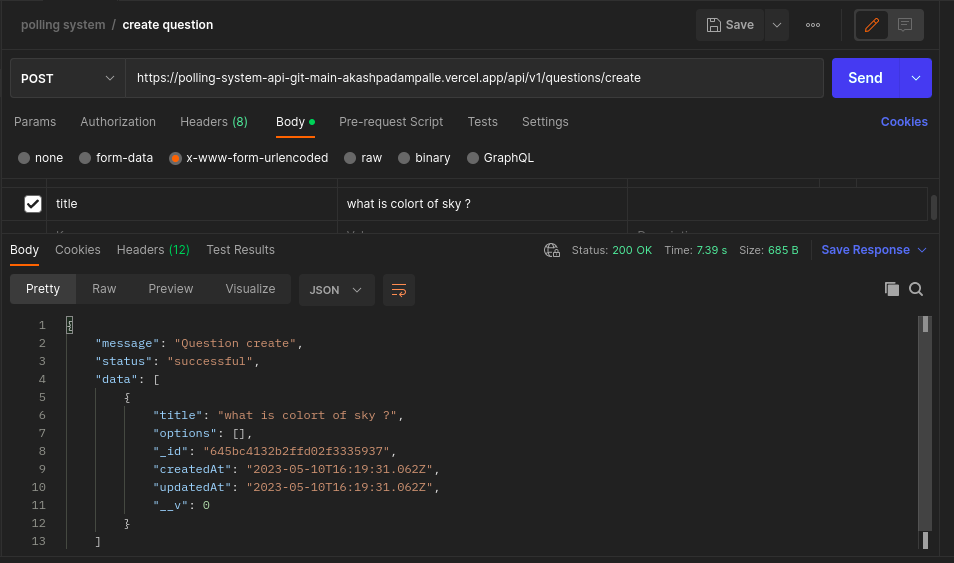 polling system / create question
Save
POST
https://polling-system-api-git-main-akashpadampalle.vercel.app/api/v1/questions/create
Send
Params Authorization Headers (8) Body Pre-request Script Tests Settings Cookies
none form-data x-www-form-urlencoded raw binary GraphQL
title what is colort of sky ?
Body Cookies Headers (12) Test Results Status: 200 OK Time: 7.39 s Size: 685 B Save Response
Pretty Raw Preview Visualize JSON
1 {
2 "message": "Question create",
3 "status": "successful",
4 "data": [
5 {
6 "title": "what is colort of sky ?",
7 "options": [],
8 "_id": "645bc4132b2ffd02f3335937",
9 "createdAt": "2023-05-10T16:19:31.062Z",
10 "updatedAt": "2023-05-10T16:19:31.062Z",
11 "__v": 0
12 }
13 ]